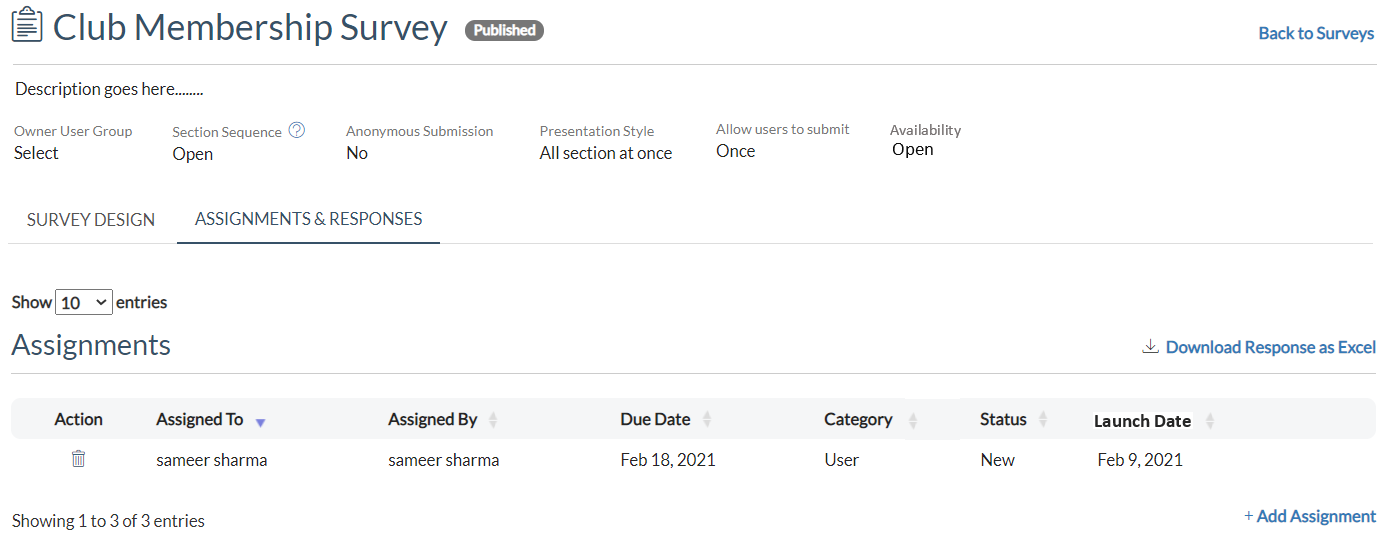 Club Membership Survey Published
Back to Surveys
Description goes here........
Owner User Group Section Sequence ? Anonymous Submission Presentation Style Allow users to submit Availability
Select Open No All section at once Once Open
SURVEY DESIGN ASSIGNMENTS & RESPONSES
Show 10 entries
Assignments
Download Response as Excel
Action Assigned To Assigned By Due Date Category Status Launch Date
sameer sharma sameer sharma Feb 18, 2021 User New Feb 9, 2021
Showing 1 to 3 of 3 entries
+ Add Assignment